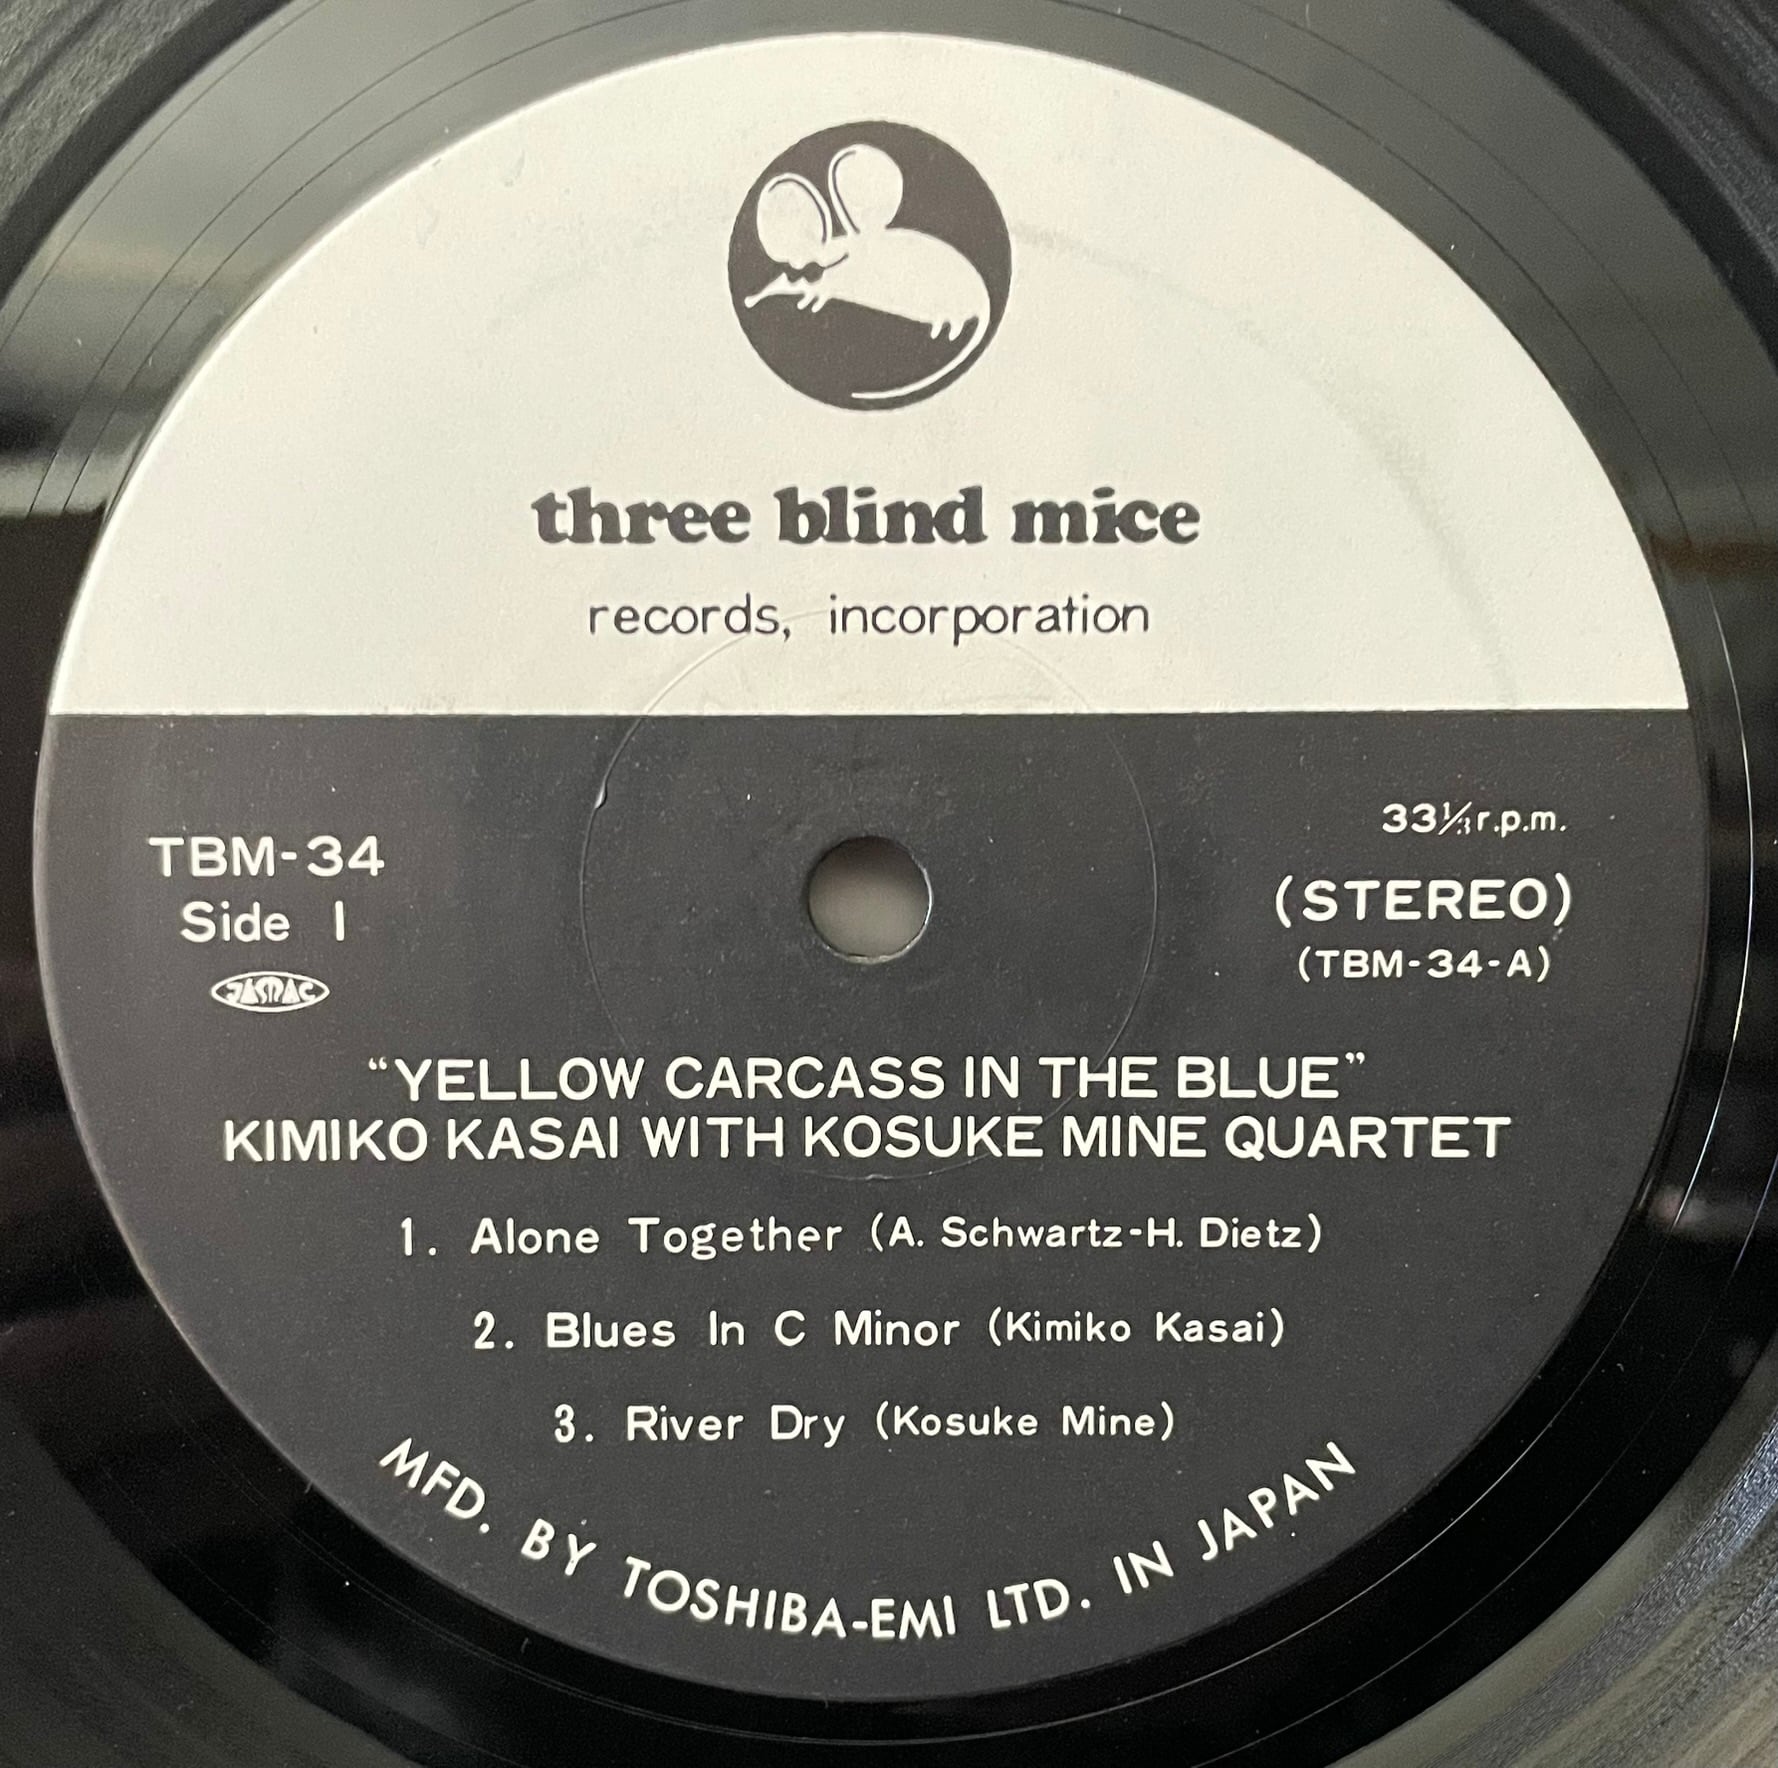 three blind mice
records, incorporation
33⅓r.p.m.
TBM-34
(STEREO)
Side 1
(TBM-34-A)
JASRAC
"YELLOW CARCASS IN THE BLUE"
KIMIKO KASAI WITH KOSUKE MINE QUARTET
1. Alone Together (A. Schwartz-H. Dietz)
2. Blues In C Minor (Kimiko Kasai)
3. River Dry (Kosuke Mine)
MFD. BY TOSHIBA-EMI LTD. IN JAPAN